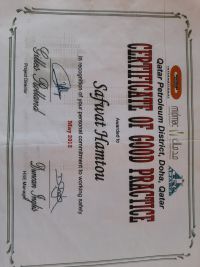 Qatar Petroleum District, Doha, Qatar
CERTIFICATE OF GOOD PRACTICE
Awarded to
Safwat Hamtou
In recognition of your personal commitment to working safely
May 2012
Project Director
HSE Manager